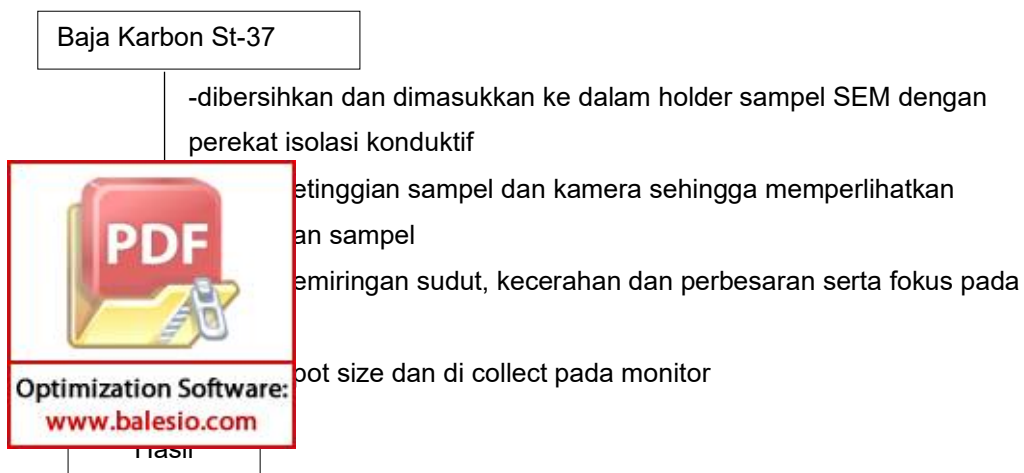 Baja Karbon St-37
-dibersihkan dan dimasukkan ke dalam holder sampel SEM dengan
perekat isolasi konduktif
etinggian sampel dan kamera sehingga memperlihatkan
an sampel
emiringan sudut, kecerahan dan perbesaran serta fokus pada
pot size dan di collect pada monitor
PDF
Optimization Software:
www.balesio.com